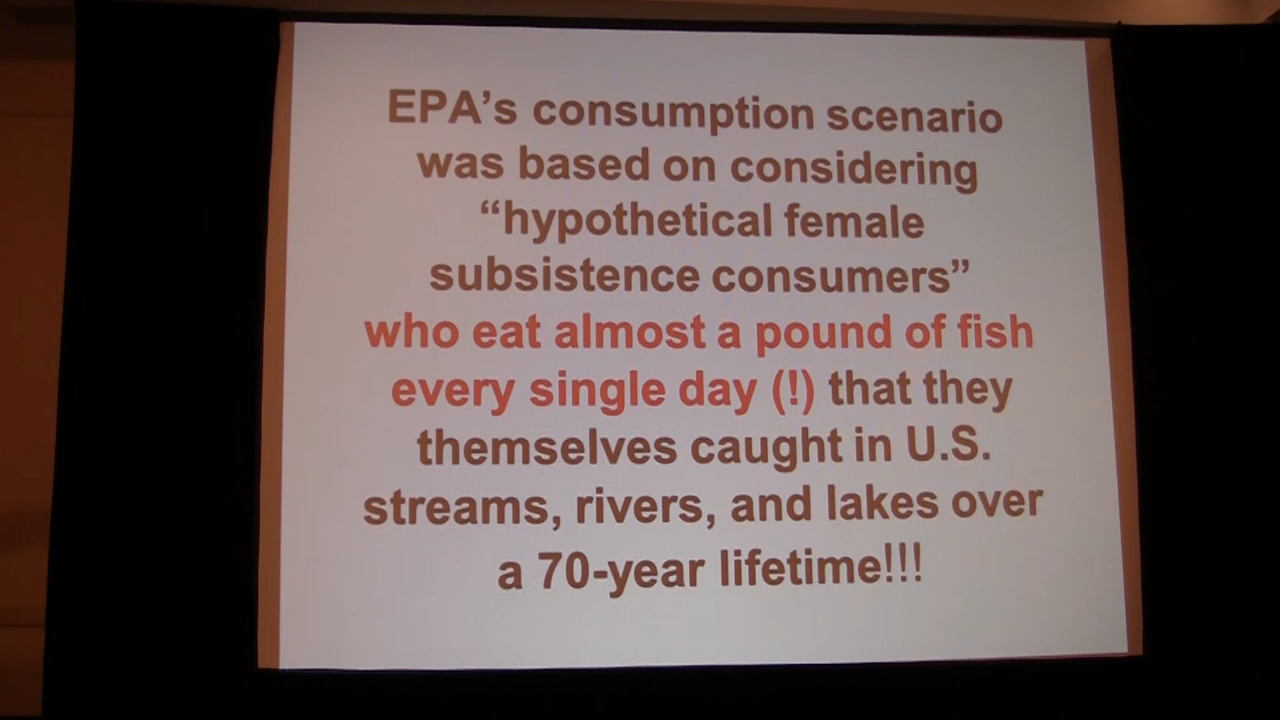 EPA’s consumption scenario
was based on considering
“hypothetical female
subsistence consumers”
who eat almost a pound of fish
every single day (!) that they
themselves caught in U.S.
streams, rivers, and lakes over
a 70-year lifetime!!!